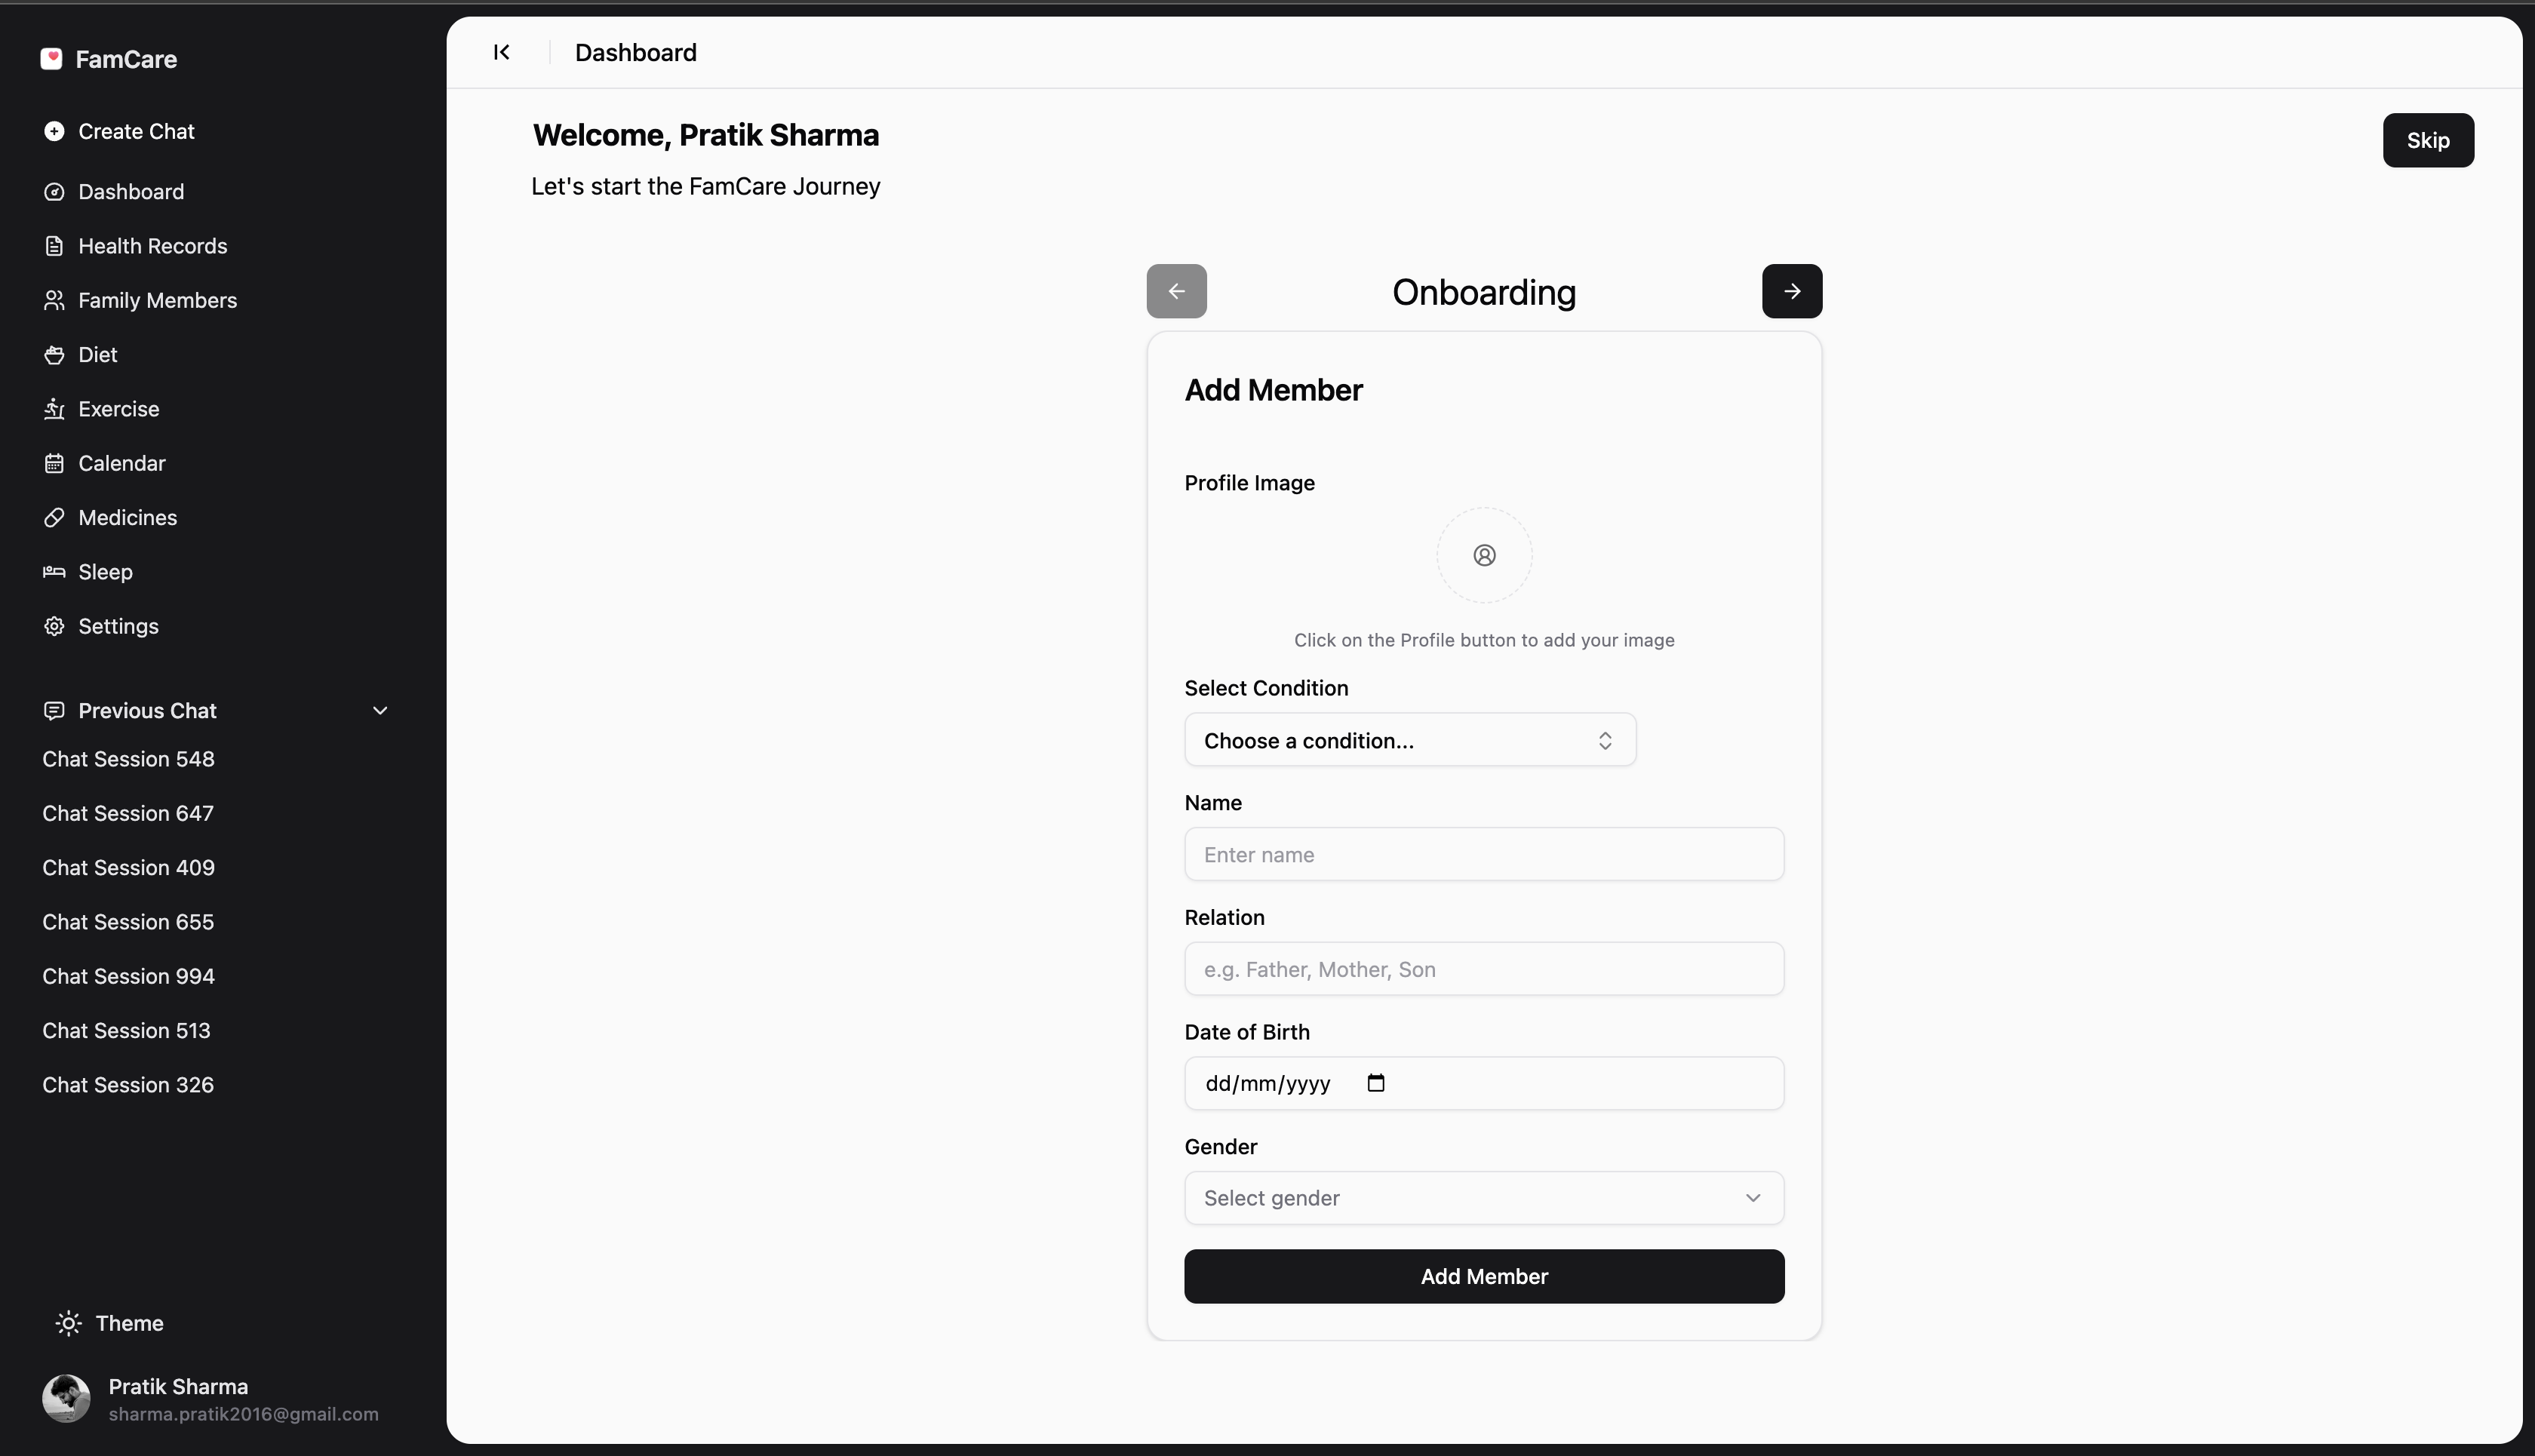 FamCare
Create Chat
Dashboard
Health Records
Family Members
Diet
Exercise
Calendar
Medicines
Sleep
Settings
Previous Chat
Chat Session 548
Chat Session 647
Chat Session 409
Chat Session 655
Chat Session 994
Chat Session 513
Chat Session 326
Theme
Pratik Sharma
sharma.pratik2016@gmail.com
Dashboard
Welcome, Pratik Sharma
Skip
Let's start the FamCare Journey
Onboarding
Add Member
Profile Image
Click on the Profile button to add your image
Select Condition
Choose a condition...
Name
Enter name
Relation
e.g. Father, Mother, Son
Date of Birth
dd/mm/yyyy
Gender
Select gender
Add Member